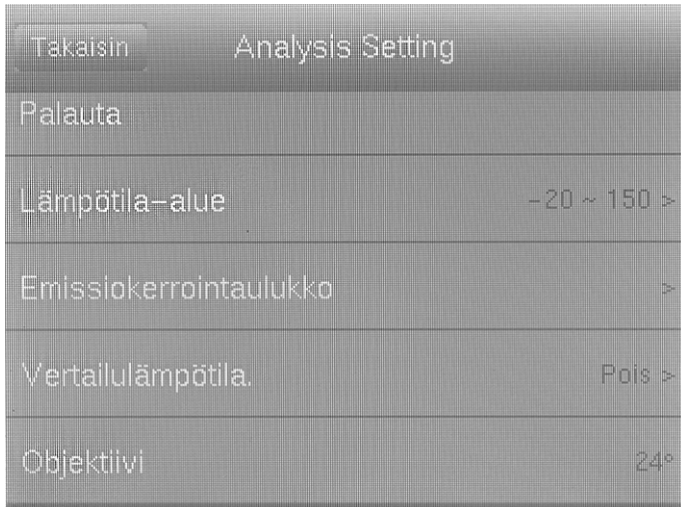 Takaisin
Analysis Setting
Palauta
Lämpötila-alue -20 ~ 150 >
Emissiokerrointaulukko >
Vertailulämpötila. Pois >
Objektiivi 24°